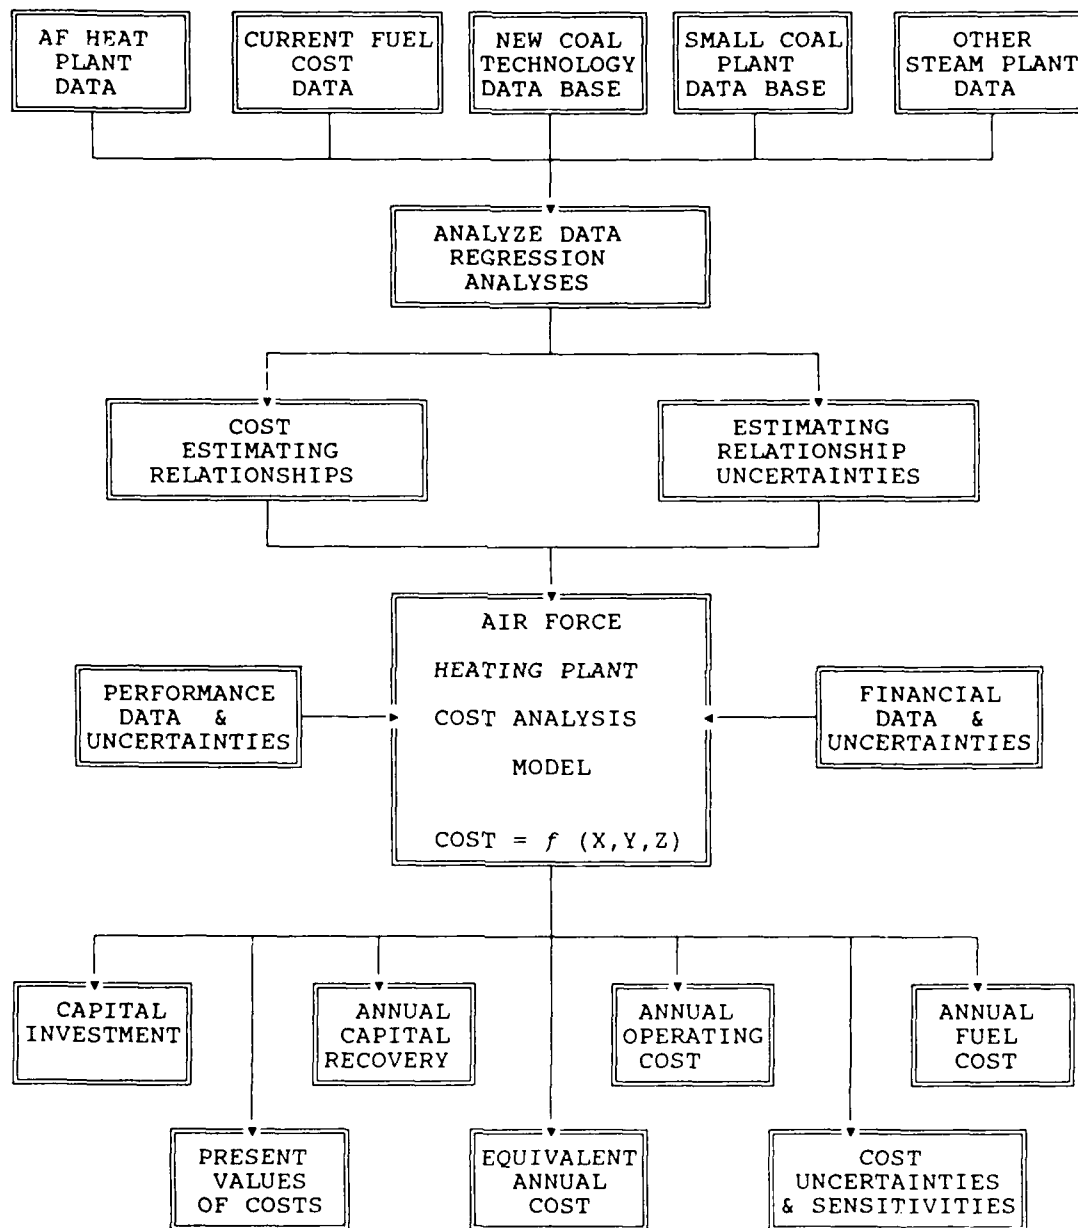 AF HEAT
PLANT
DATA
CURRENT FUEL
COST
DATA
NEW COAL
TECHNOLOGY
DATA BASE
SMALL COAL
PLANT
DATA BASE
OTHER
STEAM PLANT
DATA
ANALYZE DATA
REGRESSION
ANALYSES
COST
ESTIMATING
RELATIONSHIPS
ESTIMATING
RELATIONSHIP
UNCERTAINTIES
PERFORMANCE
DATA &
UNCERTAINTIES
AIR FORCE
HEATING PLANT
COST ANALYSIS
MODEL
COST = f (X,Y,Z)
FINANCIAL
DATA &
UNCERTAINTIES
CAPITAL
INVESTMENT
ANNUAL
CAPITAL
RECOVERY
ANNUAL
OPERATING
COST
ANNUAL
FUEL
COST
PRESENT
VALUES
OF COSTS
EQUIVALENT
ANNUAL
COST
COST
UNCERTAINTIES
& SENSITIVITIES